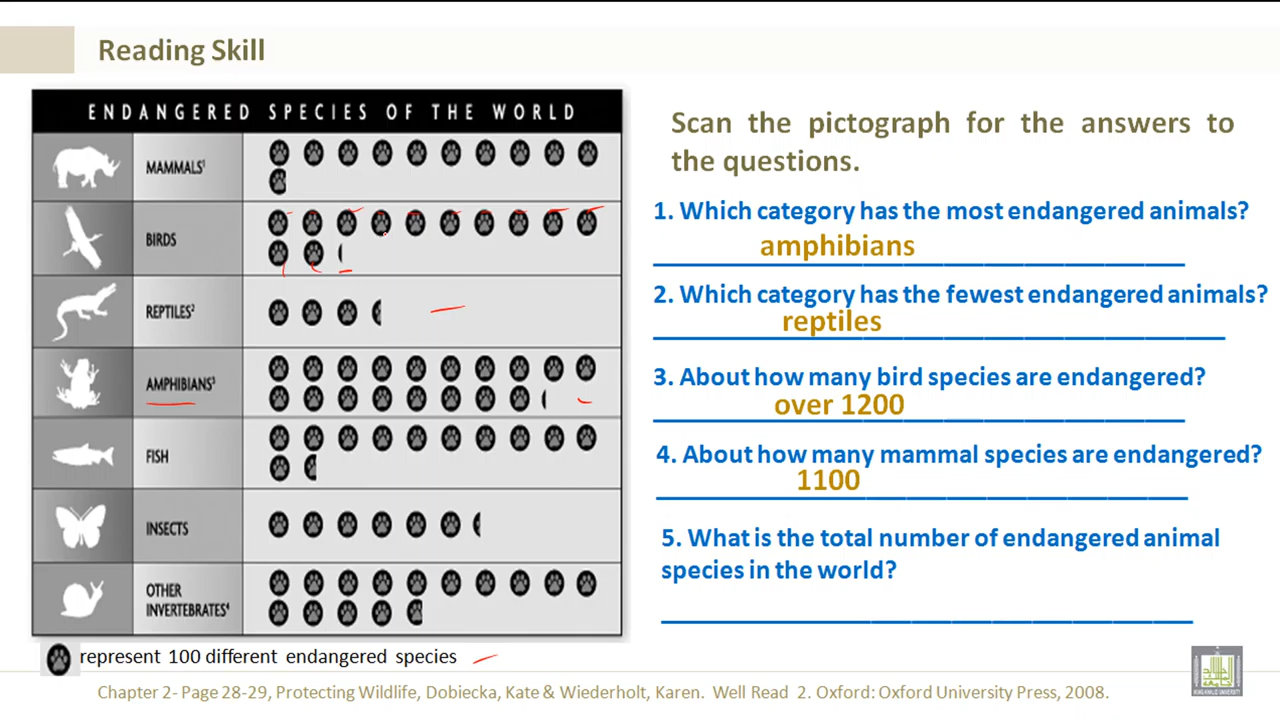 Reading Skill
ENDANGERED SPECIES OF THE WORLD
MAMMALS¹
BIRDS
REPTILES²
AMPHIBIANS³
FISH
INSECTS
OTHER
INVERTEBRATES⁴
represent 100 different endangered species
Scan the pictograph for the answers to
the questions.
1. Which category has the most endangered animals?
amphibians
2. Which category has the fewest endangered animals?
reptiles
3. About how many bird species are endangered?
over 1200
4. About how many mammal species are endangered?
1100
5. What is the total number of endangered animal
species in the world?
Chapter 2- Page 28-29, Protecting Wildlife, Dobiecka, Kate & Wiederholt, Karen. Well Read 2. Oxford: Oxford University Press, 2008.
KING KHALID UNIVERSITY